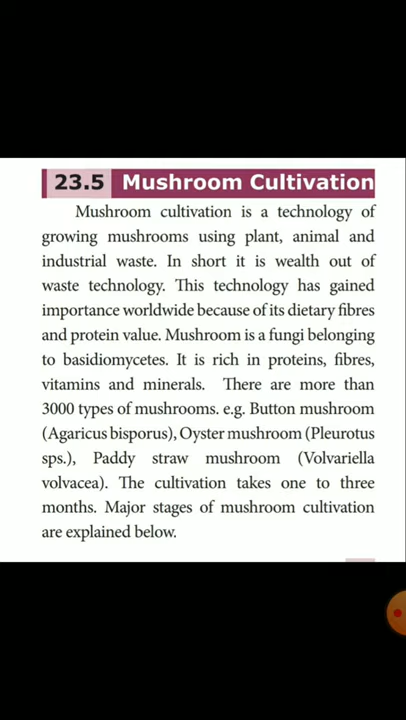 23.5 Mushroom Cultivation
Mushroom cultivation is a technology of
growing mushrooms using plant, animal and
industrial waste. In short it is wealth out of
waste technology. This technology has gained
importance worldwide because of its dietary fibres
and protein value. Mushroom is a fungi belonging
to basidiomycetes. It is rich in proteins, fibres,
vitamins and minerals. There are more than
3000 types of mushrooms. e.g. Button mushroom
(Agaricus bisporus), Oyster mushroom (Pleurotus
sps.), Paddy straw mushroom (Volvariella
volvacea). The cultivation takes one to three
months. Major stages of mushroom cultivation
are explained below.